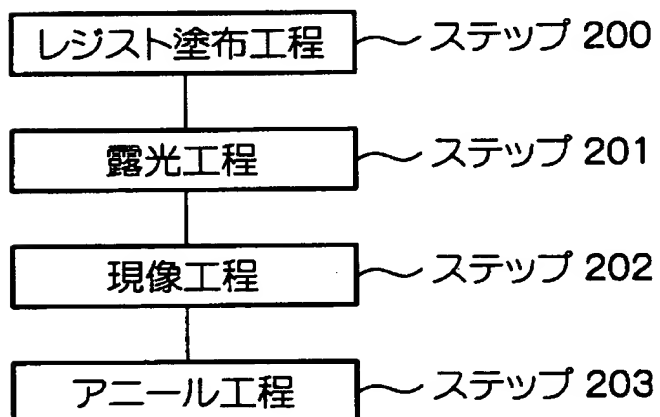 レジスト塗布工程 ステップ 200
露光工程 ステップ 201
現像工程 ステップ 202
アニール工程 ステップ 203